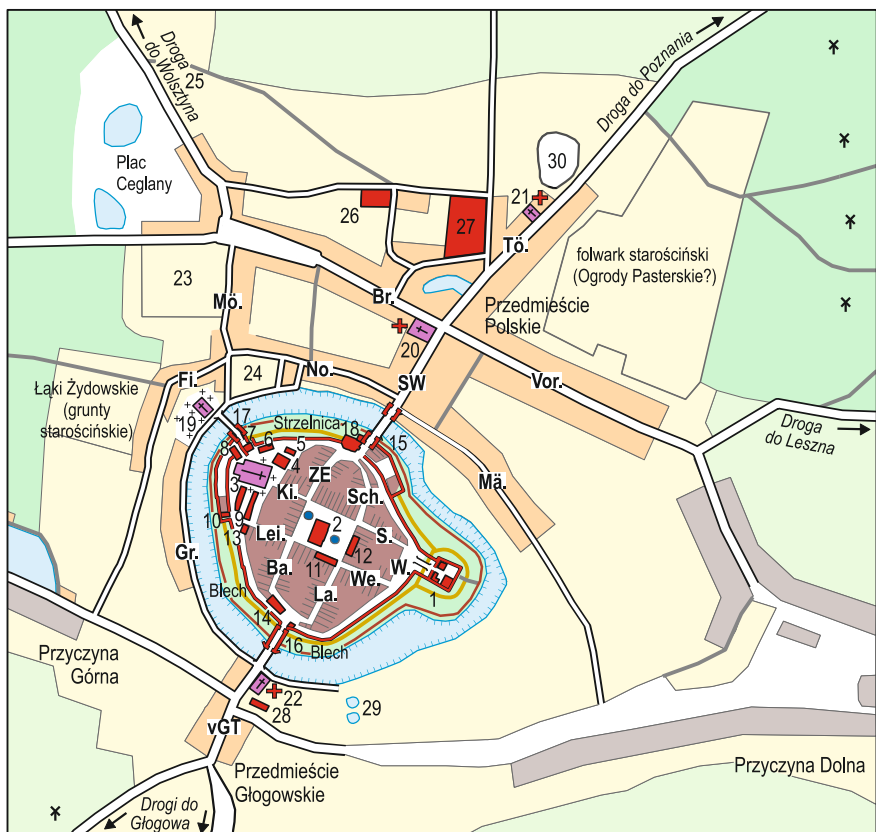 Droga
do Wolsztyna
25
Droga do Poznania
Plac
Ceglany
30
21
26
27
Tö.
folwark starościński
(Ogrody Pasterskie?)
23
Mö.
Br.
Przedmieście
Polskie
20
Fi.
24
No.
SW
Vor.
Łąki Żydowskie
(grunty
starościńskie)
19
17
Strzelnica
18
15
Droga
do Leszna
8
6
5
4
ZE
3
Ki.
Sch.
Mä.
10
9
2
13
Lei.
S.
Gr.
12
W.
11
Ba.
We.
1
La.
Blech
14
16
Blech
Przyczyna
Górna
22
28
29
vGT
Przedmieście
Głogowskie
Przyczyna Dolna
Drogi do
Głogowa